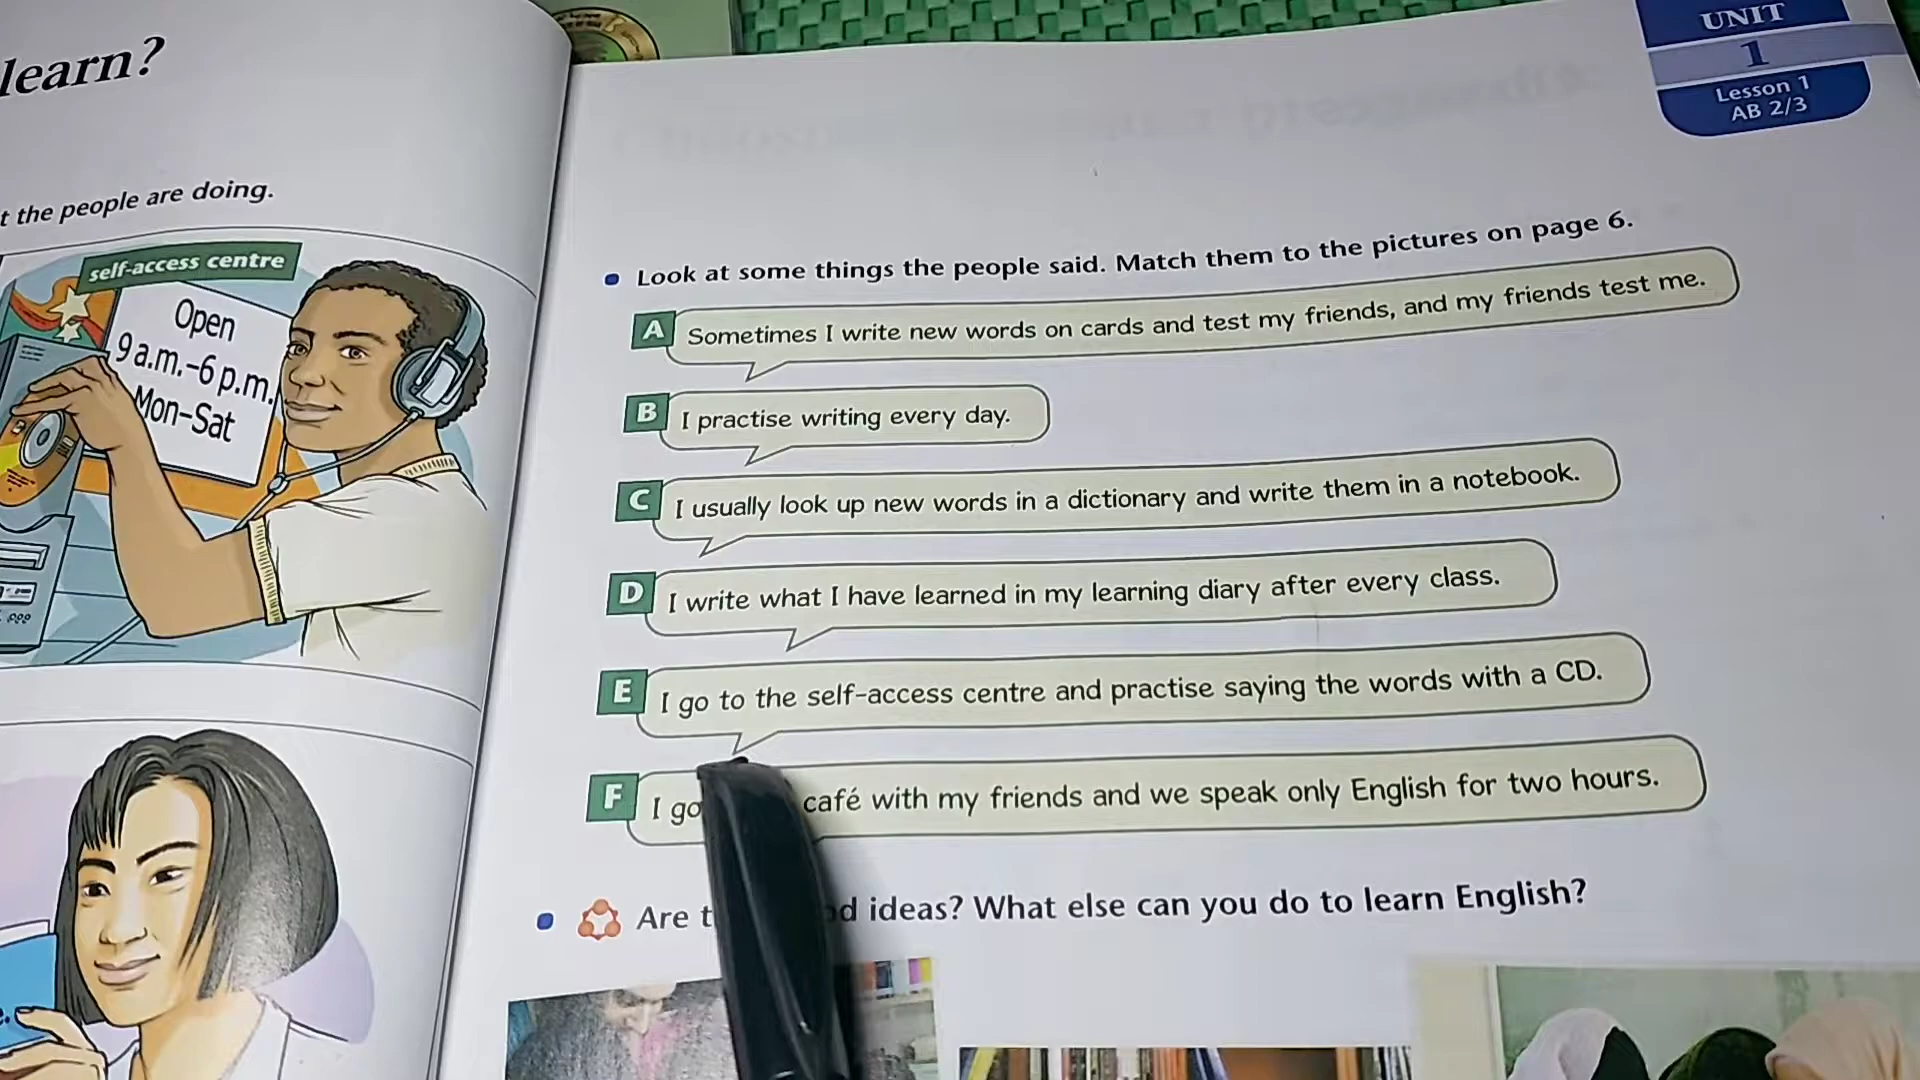 learn?
t the people are doing.
self-access centre
Open
9 a.m.-6 p.m.
Mon-Sat
UNIT
1
Lesson 1
AB 2/3
Look at some things the people said. Match them to the pictures on page 6.
A Sometimes I write new words on cards and test my friends, and my friends test me.
B I practise writing every day.
C I usually look up new words in a dictionary and write them in a notebook.
D I write what I have learned in my learning diary after every class.
E I go to the self-access centre and practise saying the words with a CD.
F I go café with my friends and we speak only English for two hours.
Are t d ideas? What else can you do to learn English?